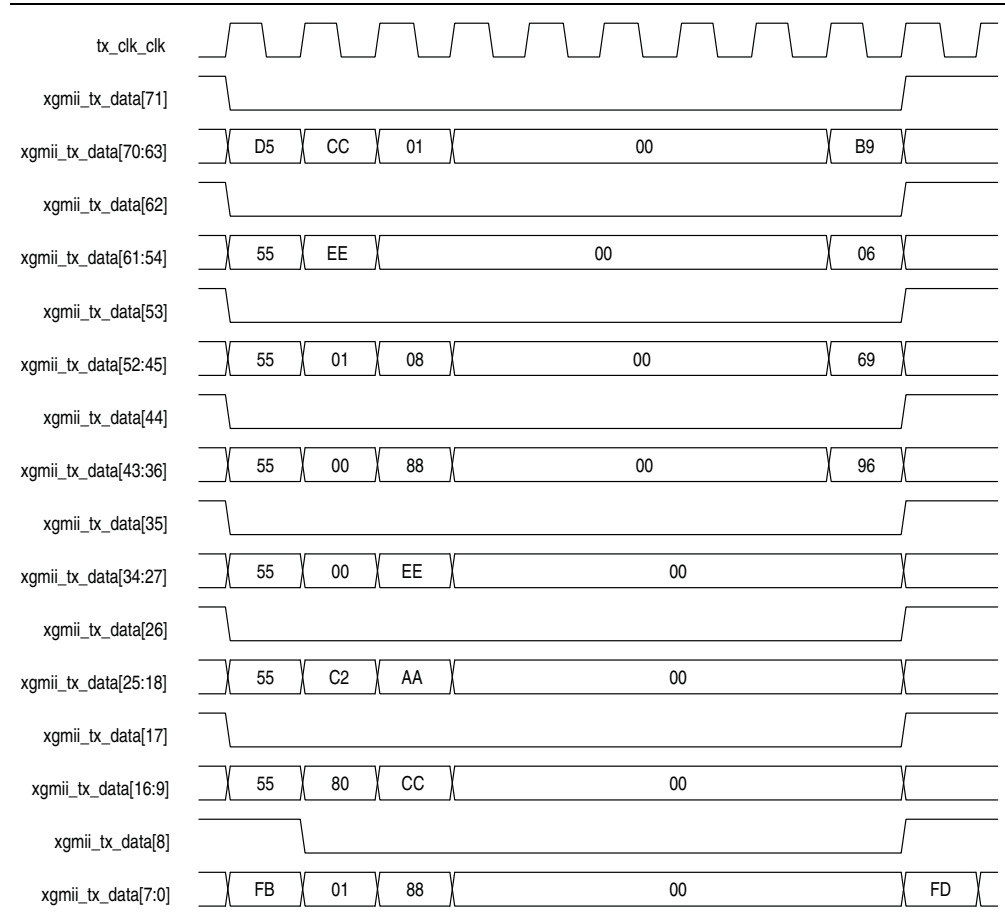 tx_clk_clk
xgmii_tx_data[71]
xgmii_tx_data[70:63] D5 CC 01 00 B9
xgmii_tx_data[62]
xgmii_tx_data[61:54] 55 EE 00 06
xgmii_tx_data[53]
xgmii_tx_data[52:45] 55 01 08 00 69
xgmii_tx_data[44]
xgmii_tx_data[43:36] 55 00 88 00 96
xgmii_tx_data[35]
xgmii_tx_data[34:27] 55 00 EE 00
xgmii_tx_data[26]
xgmii_tx_data[25:18] 55 C2 AA 00
xgmii_tx_data[17]
xgmii_tx_data[16:9] 55 80 CC 00
xgmii_tx_data[8]
xgmii_tx_data[7:0] FB 01 88 00 FD